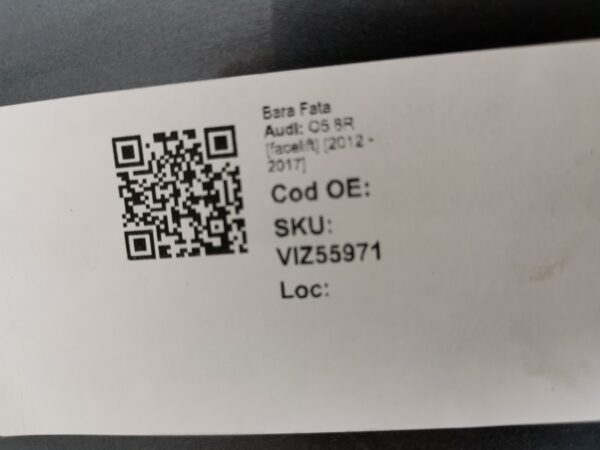 Bara Fata
Audi: Q5 8R
[facelift] [2012 -
2017]
Cod OE:
SKU:
VIZ55971
Loc: